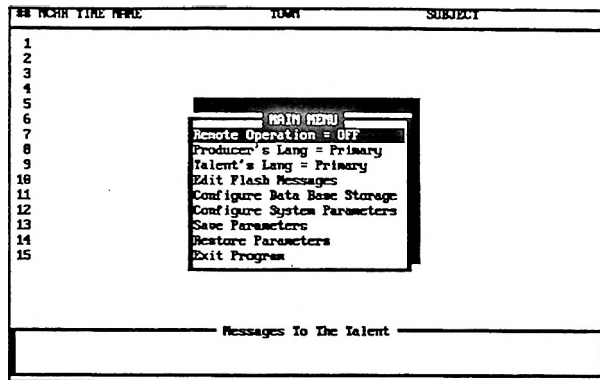 ## MCHR TIME NAME TOWN SUBJECT
1
2
3
4
5
6
7
8
9
10
11
12
13
14
15
MAIN MENU
Remote Operation = OFF
Producer's Lang = Primary
Talent's Lang = Primary
Edit Flash Messages
Configure Data Base Storage
Configure System Parameters
Save Parameters
Restore Parameters
Exit Program
Messages To The Talent